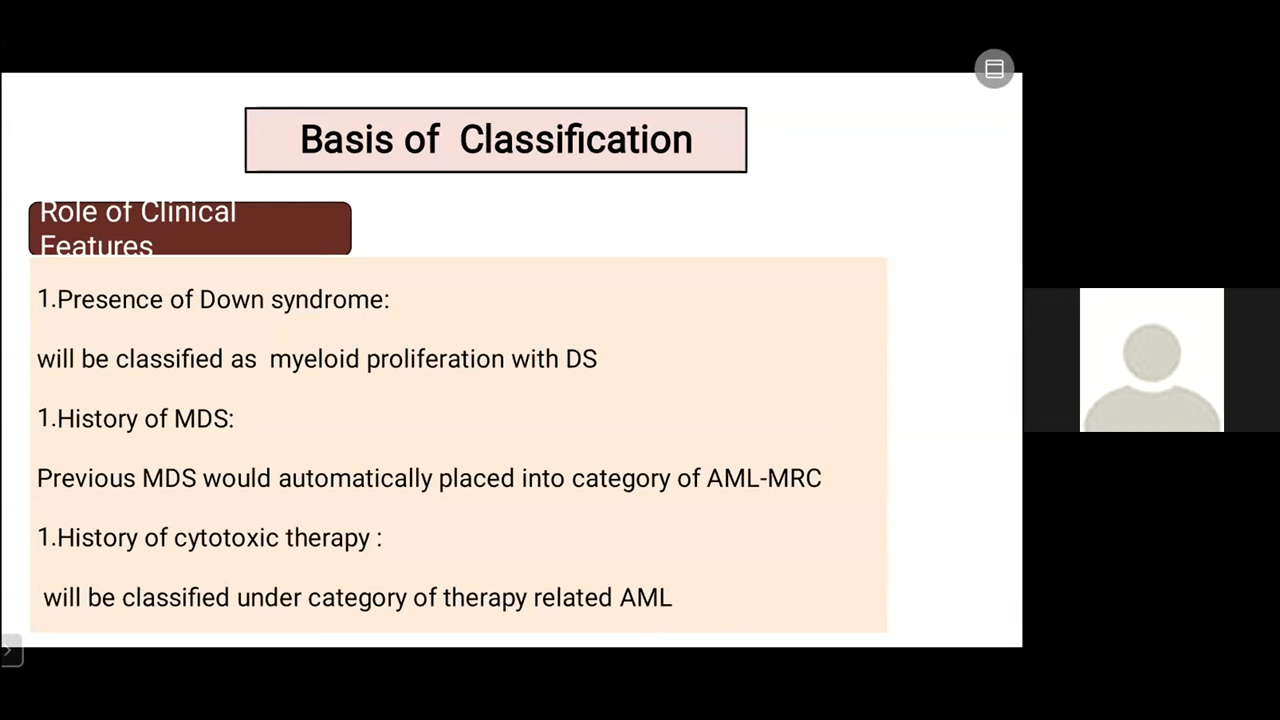 Basis of Classification
Role of Clinical
Features
1.Presence of Down syndrome:
will be classified as myeloid proliferation with DS
1.History of MDS:
Previous MDS would automatically placed into category of AML-MRC
1.History of cytotoxic therapy :
will be classified under category of therapy related AML